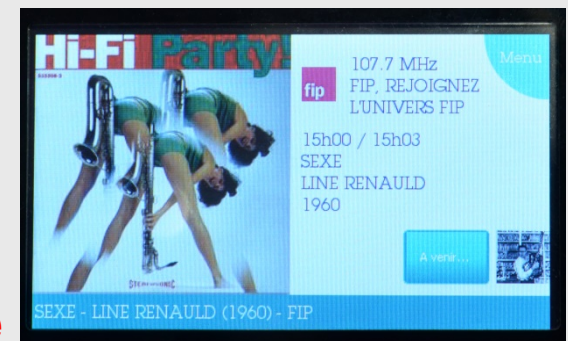 Hi-Fi Party!
STEREOSONIC
fip
107.7 MHz
FIP, REJOIGNEZ
L'UNIVERS FIP
Menu
15h00 / 15h03
SEXE
LINE RENAULD
1960
A venir...
SEXE - LINE RENAULD (1960) - FIP